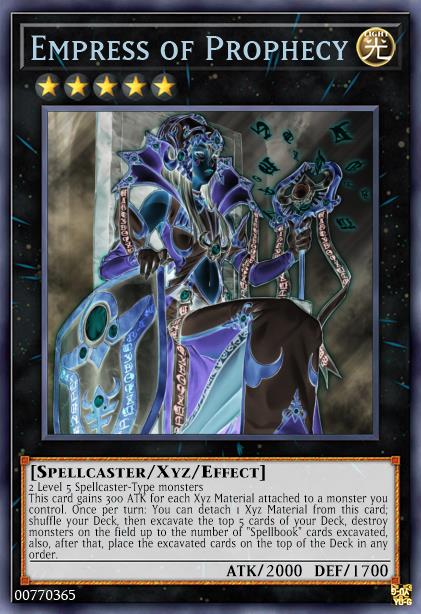 EMPRESS OF PROPHECY
LIGHT
光
[SPELLCASTER/XYZ/EFFECT]
2 Level 5 Spellcaster-Type monsters
This card gains 300 ATK for each Xyz Material attached to a monster you
control. Once per turn: You can detach 1 Xyz Material from this card;
shuffle your Deck, then excavate the top 5 cards of your Deck, destroy
monsters on the field up to the number of "Spellbook" cards excavated,
also, after that, place the excavated cards on the top of the Deck in any
order.
ATK/2000 DEF/1700
00770365